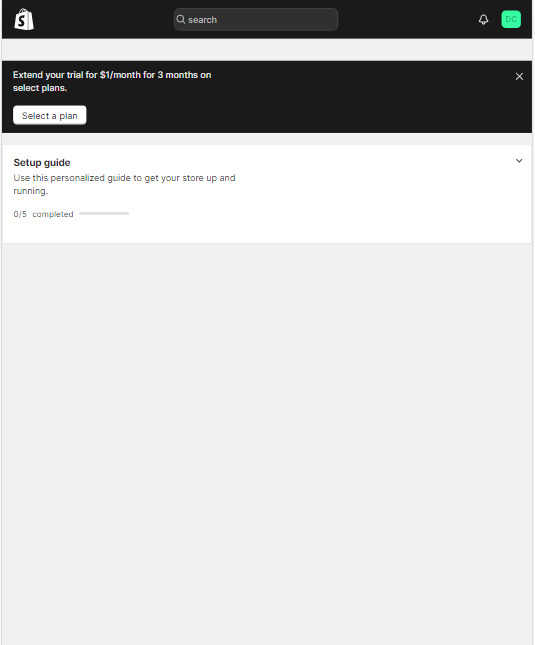 search
DC
Extend your trial for $1/month for 3 months on
select plans.
Select a plan
Setup guide
Use this personalized guide to get your store up and
running.
0/5 completed